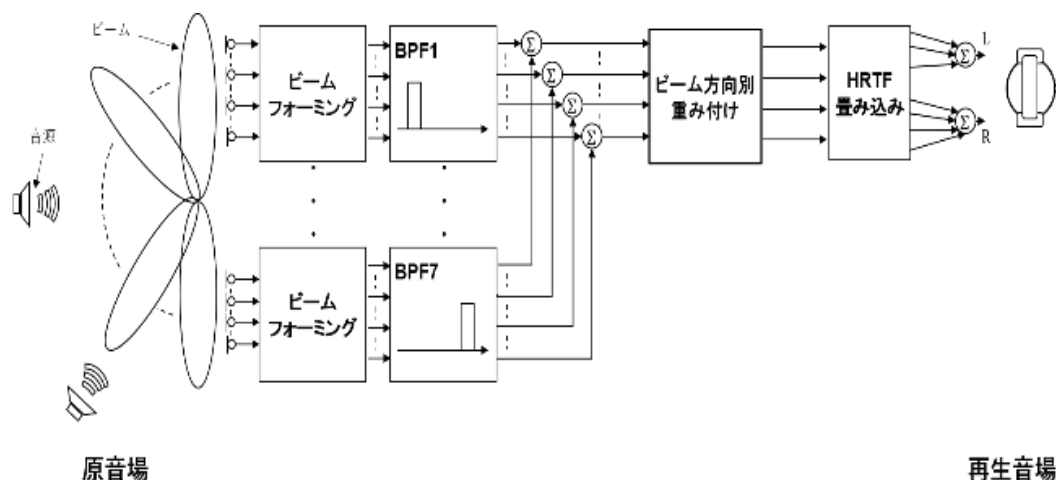 ビーム
音源
ビーム
フォーミング
BPF1
Σ
Σ
Σ
Σ
ビーム方向別
重み付け
HRTF
畳み込み
Σ
L
Σ
R
ビーム
フォーミング
BPF7
原音場
再生音場